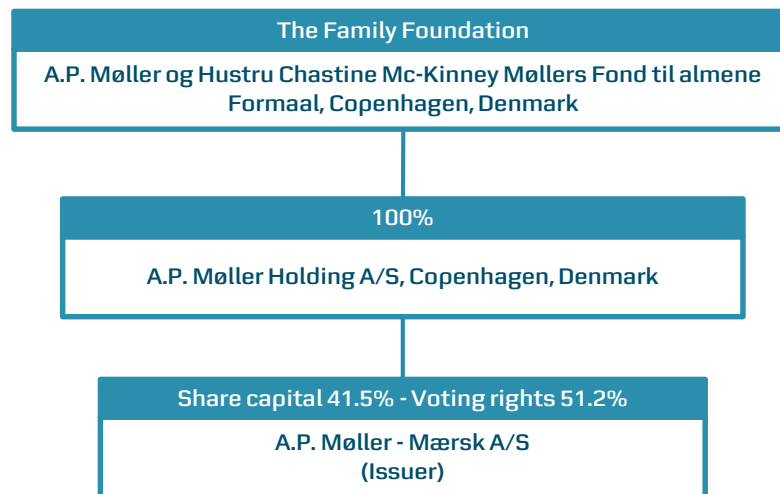 The Family Foundation
A.P. Møller og Hustru Chastine Mc-Kinney Møllers Fond til almene
Formaal, Copenhagen, Denmark
100%
A.P. Møller Holding A/S, Copenhagen, Denmark
Share capital 41.5% - Voting rights 51.2%
A.P. Møller - Mærsk A/S
(Issuer)